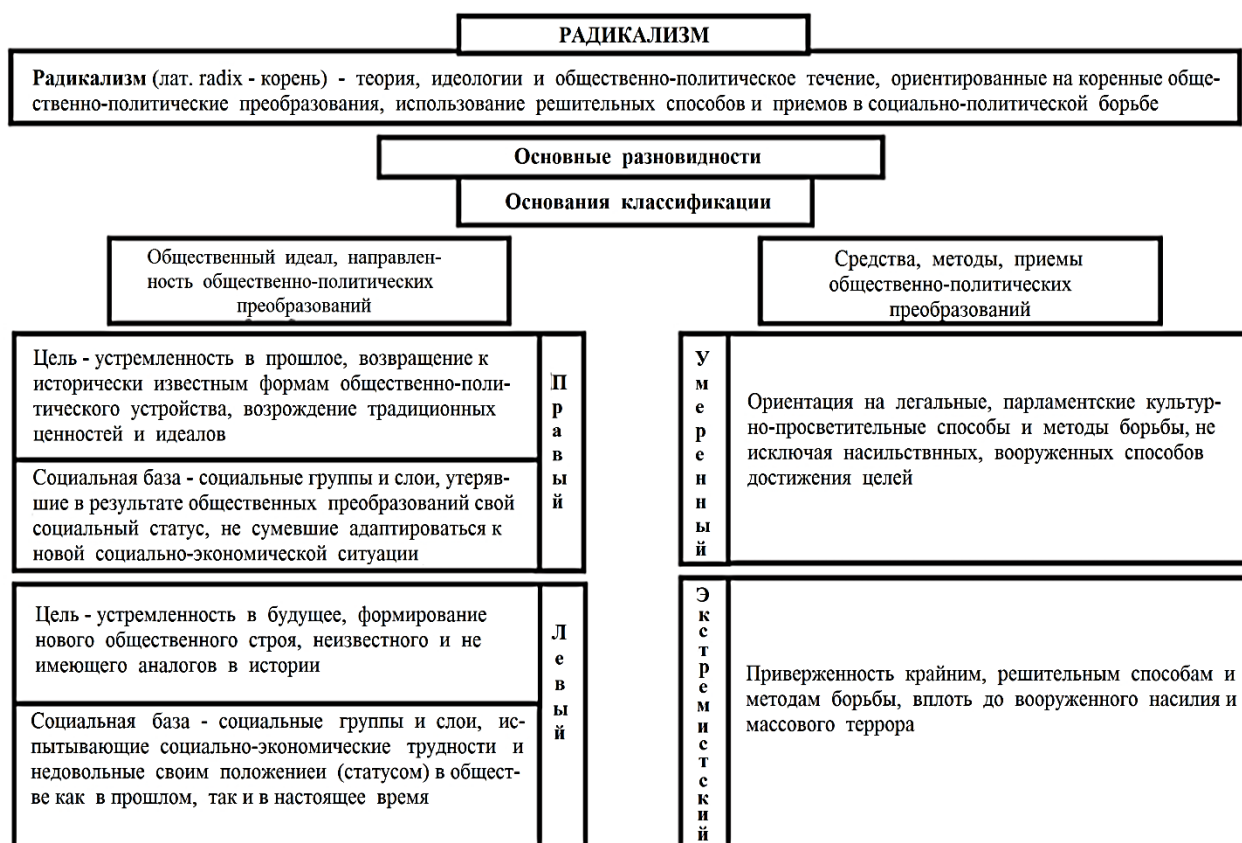 РАДИКАЛИЗМ
Радикализм (лат. radix - корень) - теория, идеологии и общественно-политическое течение, ориентированные на коренные обще-
ственно-политические преобразования, использование решительных способов и приемов в социально-политической борьбе
Основные разновидности
Основания классификации
Общественный идеал, направлен-
ность общественно-политических
преобразований
Цель - устремленность в прошлое, возвращение к
исторически известным формам общественно-поли-
тического устройства, возрождение традиционных
ценностей и идеалов
Социальная база - социальные группы и слои, утеряв-
шие в результате общественных преобразований свой
социальный статус, не сумевшие адаптироваться к
новой социально-экономической ситуации
Правый
Цель - устремленность в будущее, формирование
нового общественного строя, неизвестного и не
имеющего аналогов в истории
Социальная база - социальные группы и слои, ис-
пытывающие социально-экономические трудности и
недовольные своим положениеи (статусом) в общест-
ве как в прошлом, так и в настоящее время
Левый
Средства, методы, приемы
общественно-политических
преобразований
Умеренный
Ориентация на легальные, парламентские культур-
но-просветительные способы и методы борьбы, не
исключая насильствнных, вооруженных способов
достижения целей
Экстремистский
Приверженность крайним, решительным способам и
методам борьбы, вплоть до вооруженного насилия и
массового террора